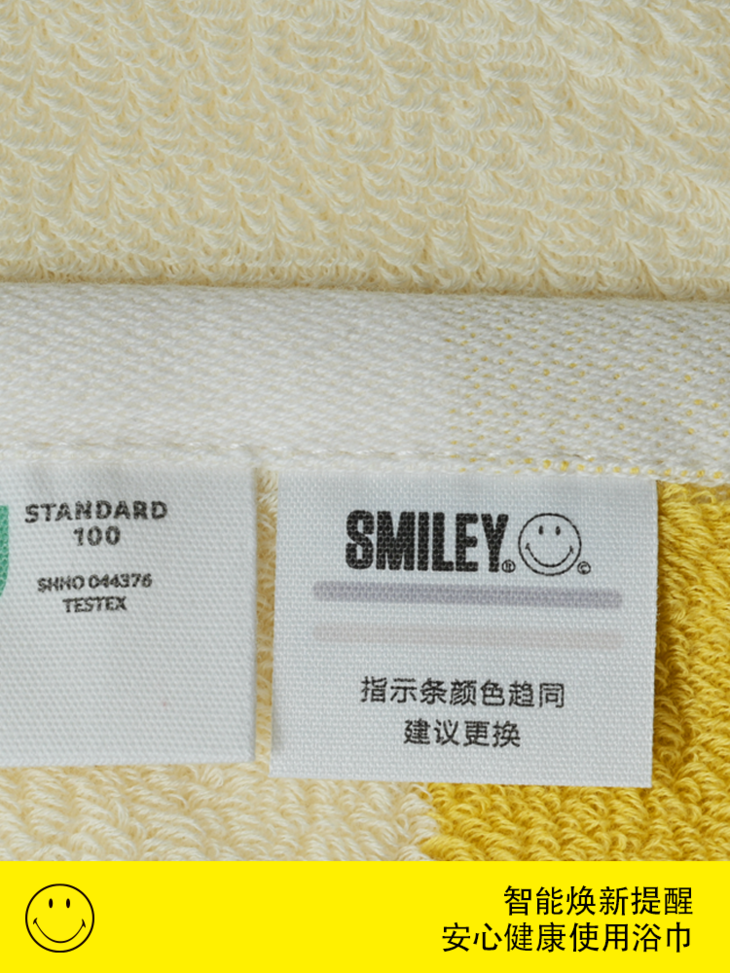 STANDARD
100
SHHO 044376
TESTEX
SMILEY® ©
指示条颜色趋同
建议更换
智能焕新提醒
安心健康使用浴巾